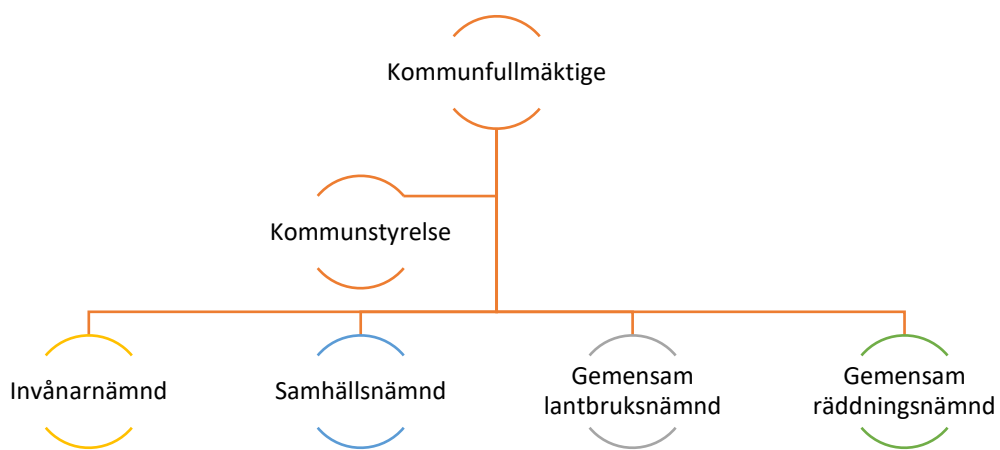 Kommunfullmäktige
Kommunstyrelse
Invånarnämnd
Samhällsnämnd
Gemensam
lantbruksnämnd
Gemensam
räddningsnämnd